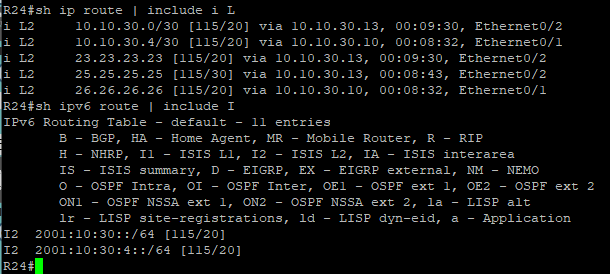 R24#sh ip route | include i L
i L2     10.10.30.0/30 [115/20] via 10.10.30.13, 00:09:30, Ethernet0/2
i L2     10.10.30.4/30 [115/20] via 10.10.30.10, 00:08:32, Ethernet0/1
i L2     23.23.23.23 [115/20] via 10.10.30.13, 00:09:30, Ethernet0/2
i L2     25.25.25.25 [115/30] via 10.10.30.13, 00:08:43, Ethernet0/2
i L2     26.26.26.26 [115/20] via 10.10.30.10, 00:08:32, Ethernet0/1
R24#sh ipv6 route | include I
IPv6 Routing Table - default - 11 entries
       B - BGP, HA - Home Agent, MR - Mobile Router, R - RIP
       H - NHRP, I1 - ISIS L1, I2 - ISIS L2, IA - ISIS interarea
       IS - ISIS summary, D - EIGRP, EX - EIGRP external, NM - NEMO
       O - OSPF Intra, OI - OSPF Inter, OE1 - OSPF ext 1, OE2 - OSPF ext 2
       ON1 - OSPF NSSA ext 1, ON2 - OSPF NSSA ext 2, la - LISP alt
       lr - LISP site-registrations, ld - LISP dyn-eid, a - Application
I2  2001:10:30::/64 [115/20]
I2  2001:10:30:4::/64 [115/20]
R24#